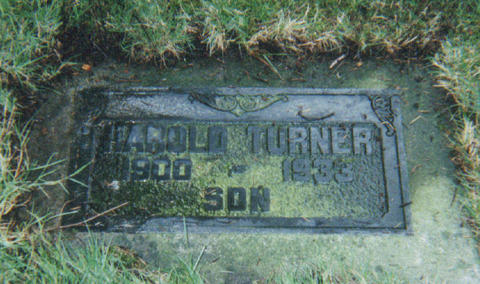 HAROLD TURNER
1900 - 1933
SON